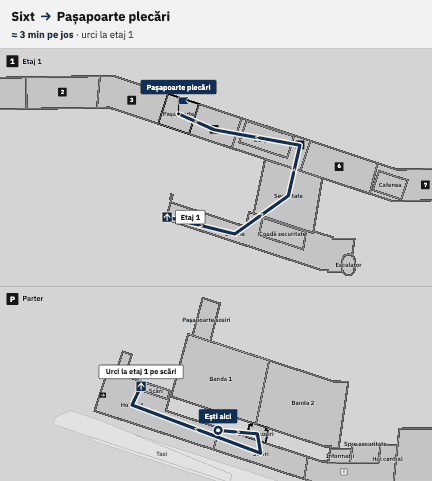 Sixt → Pașapoarte plecări
≈ 3 min pe jos · urci la etaj 1
1 Etaj 1
Pașapoarte plecări
2
3
6
Cafenea
7
Etaj 1
Coadă securitate
Escalator
P Parter
Pașapoarte sosiri
Urci la etaj 1 pe scări
Scări
Banda 1
Banda 2
Ești aici
Taxi
Spre securitate
Informații
Hol central